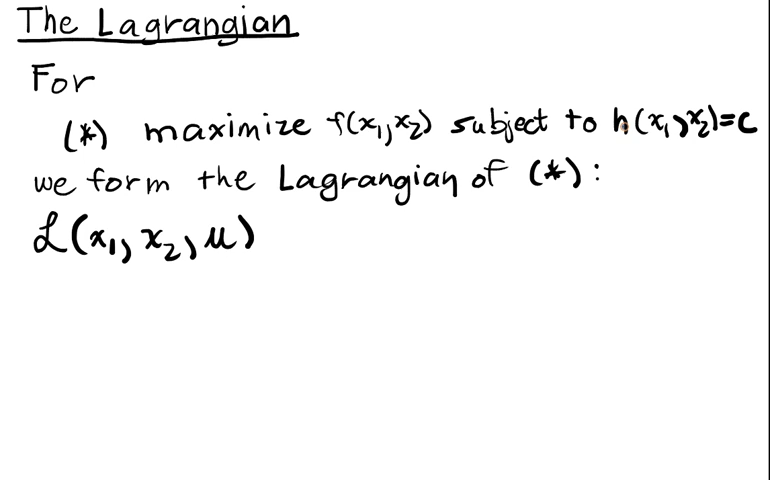 The Lagrangian
For
(*) maximize f(x₁,x₂) subject to h(x₁,x₂)=c
we form the Lagrangian of (*):
ℒ(x₁, x₂, μ)